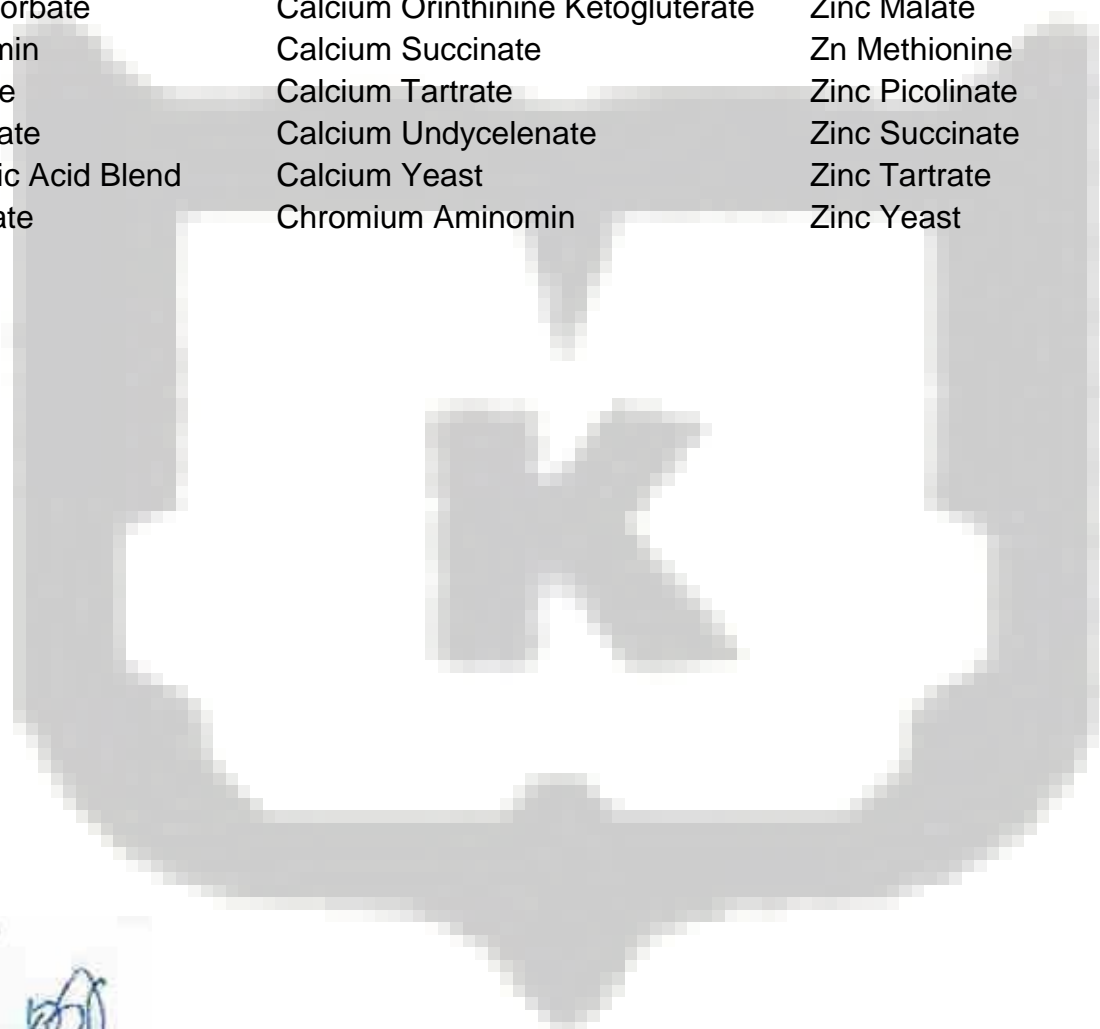 orbate Calcium Orinthinine Ketogluterate Zinc Malate
min Calcium Succinate Zn Methionine
e Calcium Tartrate Zinc Picolinate
ate Calcium Undycelenate Zinc Succinate
ic Acid Blend Calcium Yeast Zinc Tartrate
ate Chromium Aminomin Zinc Yeast
K